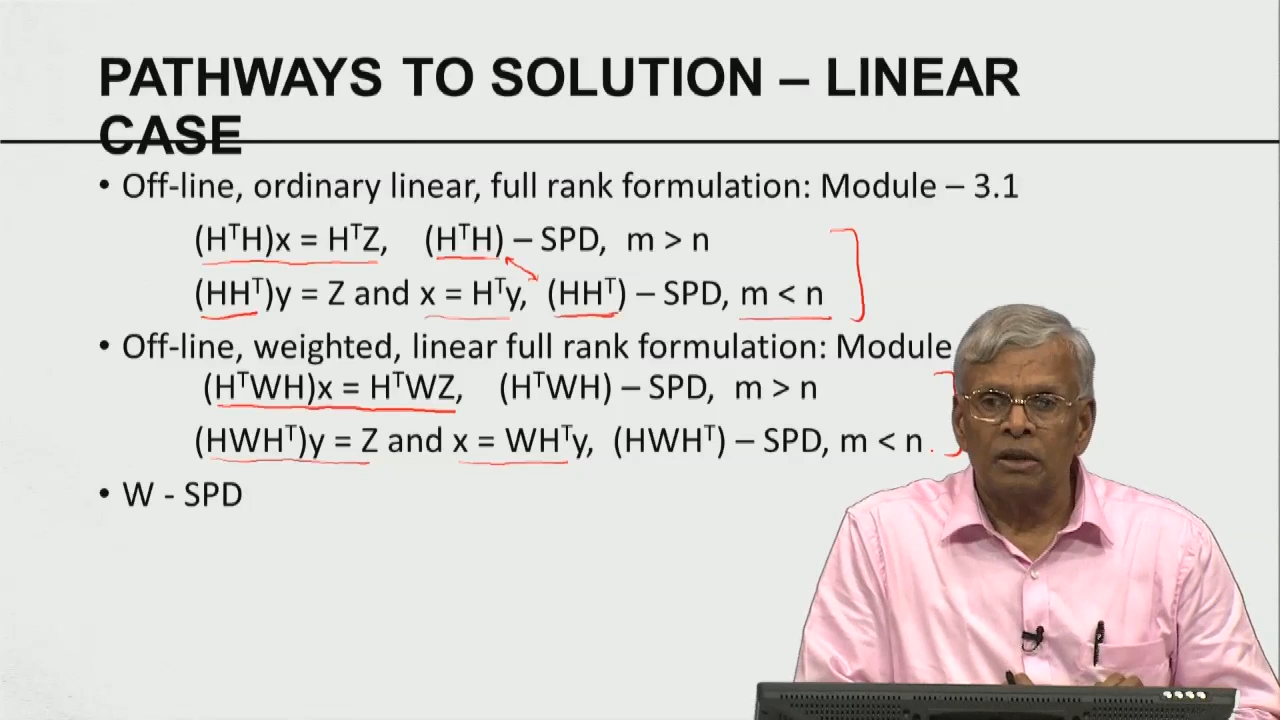 PATHWAYS TO SOLUTION – LINEAR
CASE
• Off-line, ordinary linear, full rank formulation: Module – 3.1
(HᵀH)x = HᵀZ, (HᵀH) – SPD, m > n
(HHᵀ)y = Z and x = Hᵀy, (HHᵀ) – SPD, m < n
• Off-line, weighted, linear full rank formulation: Module
(HᵀWH)x = HᵀWZ, (HᵀWH) – SPD, m > n
(HWHᵀ)y = Z and x = WHᵀy, (HWHᵀ) – SPD, m < n
• W - SPD